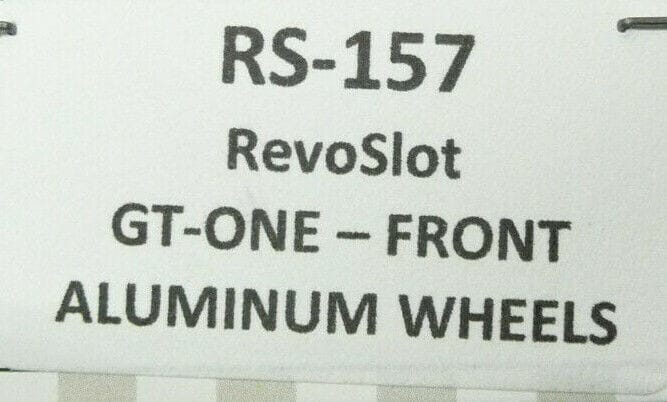 RS-157
RevoSlot
GT-ONE – FRONT
ALUMINUM WHEELS